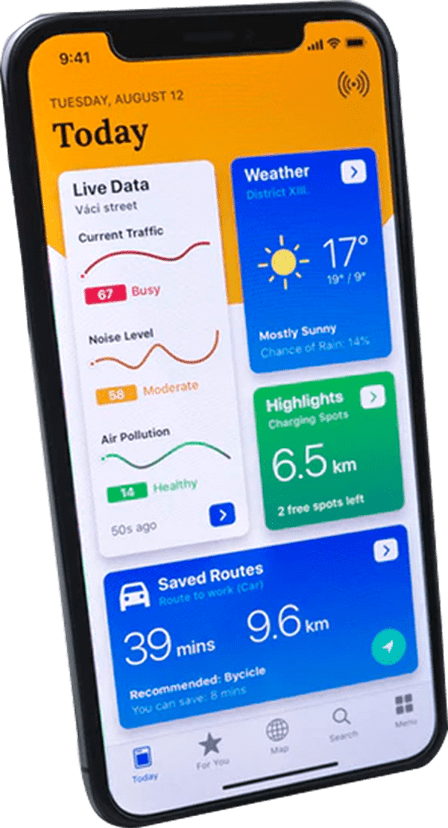 9:41
TUESDAY, AUGUST 12
Today
Live Data
Váci street
Current Traffic
67 Busy
Noise Level
58 Moderate
Air Pollution
14 Healthy
50s ago
Weather
District XIII.
17°
19° / 9°
Mostly Sunny
Chance of Rain: 14%
Highlights
Charging Spots
6.5 km
2 free spots left
Saved Routes
Route to work (Car)
39 mins 9.6 km
Recommended: Bycicle
You can save: 8 mins
Today For You Map Search Menu